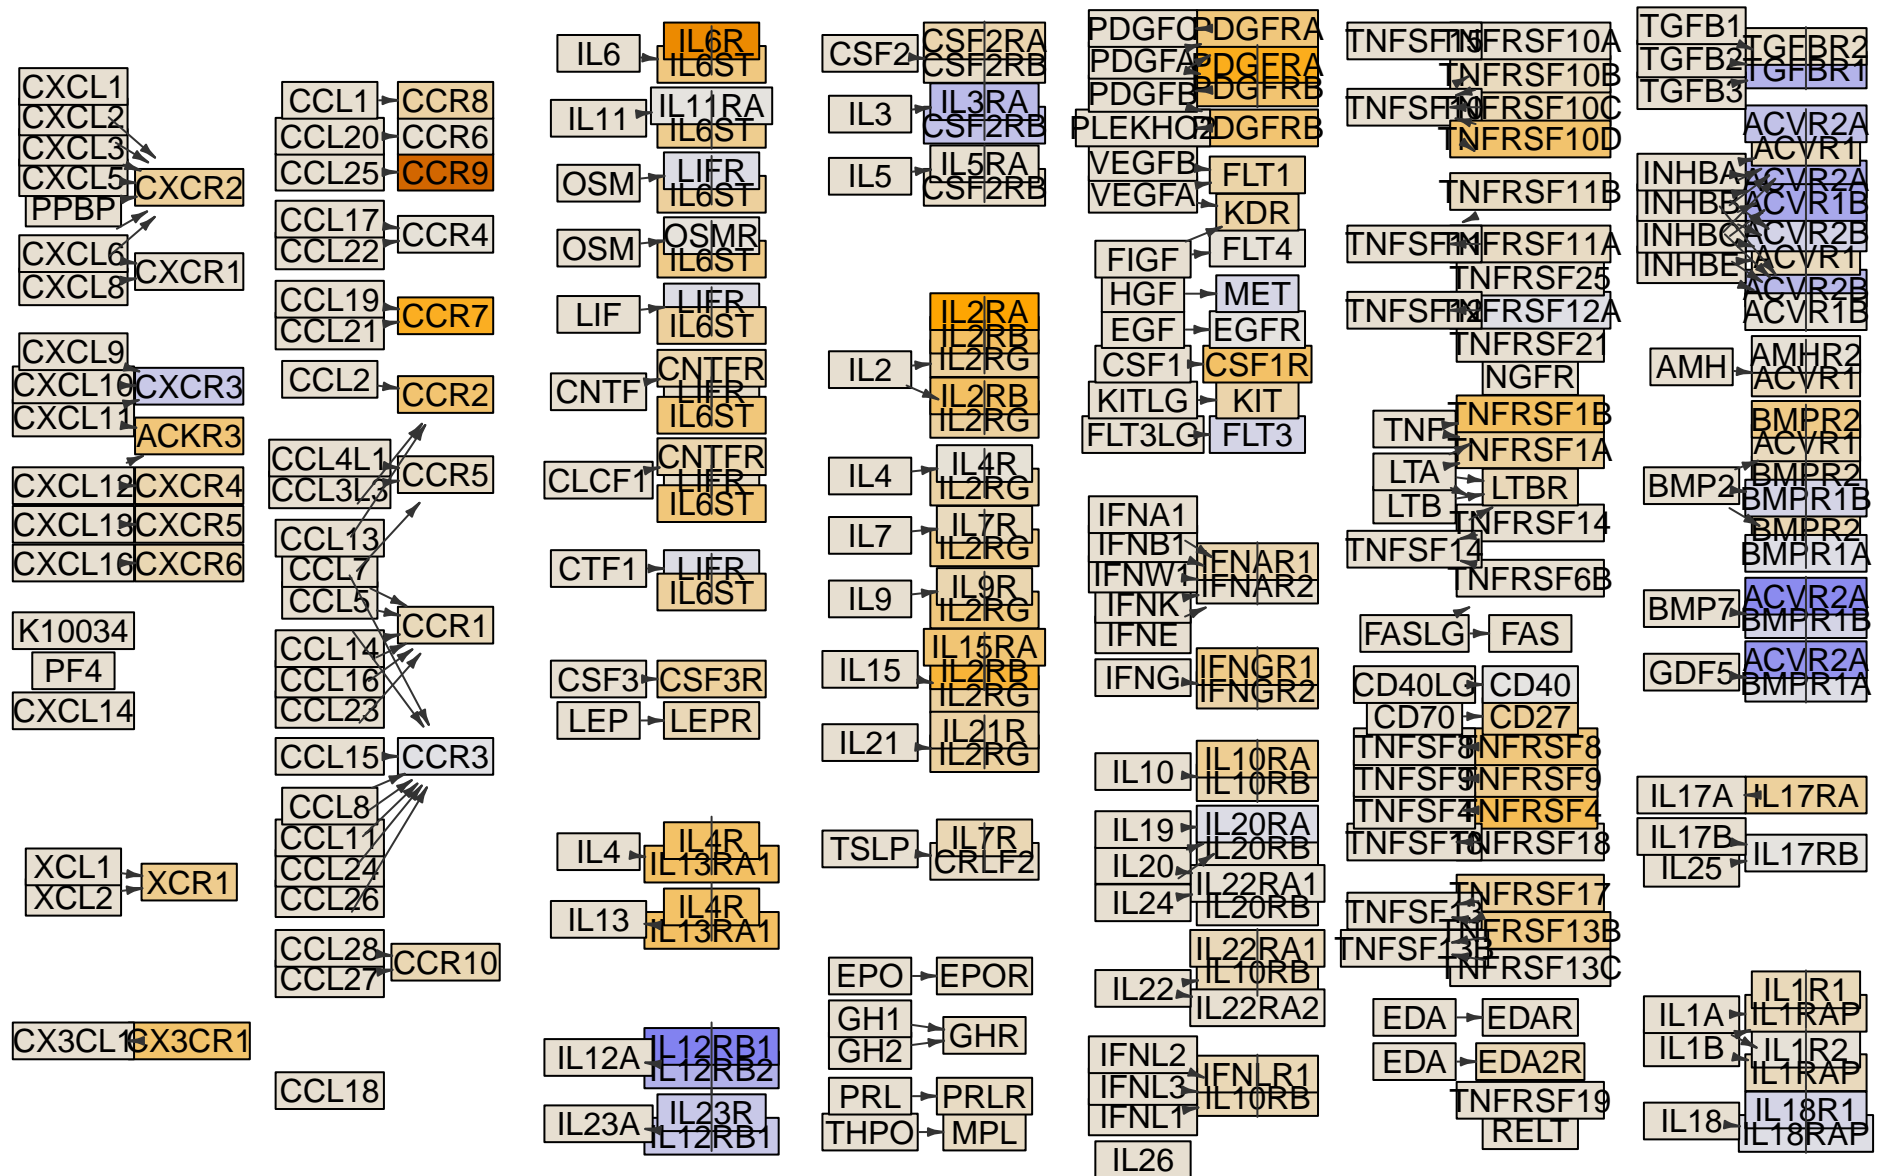 CXCL1
CXCL2
CXCL3
CXCL5
PPBP
CXCR2
CXCL6
CXCL8
CXCR1
CXCL9
CXCL10
CXCL11
CXCR3
ACKR3
CXCL12
CXCR4
CXCL13
CXCR5
CXCL16
CXCR6
K10034
PF4
CXCL14
XCL1
XCL2
XCR1
CX3CL1
CX3CR1
CCL1
CCR8
CCL20
CCR6
CCL25
CCR9
CCL17
CCL22
CCR4
CCL19
CCL21
CCR7
CCL2
CCR2
CCL4L1
CCL3L3
CCR5
CCL13
CCL7
CCL5
CCR1
CCL14
CCL16
CCL23
CCL15
CCR3
CCL8
CCL11
CCL24
CCL26
CCL28
CCL27
CCR10
CCL18
IL6
IL6R
IL6ST
IL11
IL11RA
IL6ST
OSM
LIFR
IL6ST
OSM
OSMR
IL6ST
LIF
LIFR
IL6ST
CNTF
CNTFR
LIFR
IL6ST
CLCF1
CNTFR
LIFR
IL6ST
CTF1
LIFR
IL6ST
CSF3
CSF3R
LEP
LEPR
IL4
IL4R
IL13RA1
IL13
IL4R
IL13RA1
IL12A
IL12RB1
IL12RB2
IL23A
IL23R
IL12RB1
CSF2
CSF2RA
CSF2RB
IL3
IL3RA
CSF2RB
IL5
IL5RA
CSF2RB
IL2
IL2RA
IL2RB
IL2RG
IL2RB
IL2RG
IL4
IL4R
IL2RG
IL7
IL7R
IL2RG
IL9
IL9R
IL2RG
IL15
IL15RA
IL2RB
IL2RG
IL21
IL21R
IL2RG
TSLP
IL7R
CRLF2
EPO
EPOR
GH1
GH2
GHR
PRL
PRLR
THPO
MPL
PDGFC
PDGFRA
PDGFA
PDGFRA
PDGFB
PDGFRB
PLEKHO2
PDGFRB
VEGFB
VEGFA
FLT1
KDR
FIGF
FLT4
HGF
MET
EGF
EGFR
CSF1
CSF1R
KITLG
KIT
FLT3LG
FLT3
IFNA1
IFNB1
IFNW1
IFNK
IFNE
IFNAR1
IFNAR2
IFNG
IFNGR1
IFNGR2
IL10
IL10RA
IL10RB
IL19
IL20
IL24
IL20RA
IL20RB
IL22RA1
IL20RB
IL22
IL22RA1
IL10RB
IL22RA2
IFNL2
IFNL3
IFNL1
IFNLR1
IL10RB
IL26
TNFSF15
TNFRSF10A
TNFRSF10B
TNFSF10
TNFRSF10C
TNFRSF10D
TNFRSF11B
TNFSF11
TNFRSF11A
TNFRSF25
TNFSF12
TNFRSF12A
TNFRSF21
NGFR
TNF
TNFRSF1B
TNFRSF1A
LTA
LTB
LTBR
TNFRSF14
TNFSF14
TNFRSF6B
FASLG
FAS
CD40LG
CD40
CD70
CD27
TNFSF8
TNFRSF8
TNFSF9
TNFRSF9
TNFSF4
TNFRSF4
TNFSF18
TNFRSF18
TNFRSF17
TNFSF13
TNFRSF13B
TNFSF13B
TNFRSF13C
EDA
EDAR
EDA
EDA2R
TNFRSF19
RELT
TGFB1
TGFB2
TGFB3
TGFBR2
TGFBR1
INHBA
INHBB
INHBC
INHBE
ACVR2A
ACVR1
ACVR2A
ACVR1B
ACVR2B
ACVR1
ACVR2B
ACVR1B
AMH
AMHR2
ACVR1
BMP2
BMPR2
ACVR1
BMPR2
BMPR1B
BMPR2
BMPR1A
BMP7
ACVR2A
BMPR1B
GDF5
ACVR2A
BMPR1A
IL17A
IL17RA
IL17B
IL25
IL17RB
IL1A
IL1B
IL1R1
IL1RAP
IL1R2
IL1RAP
IL18
IL18R1
IL18RAP